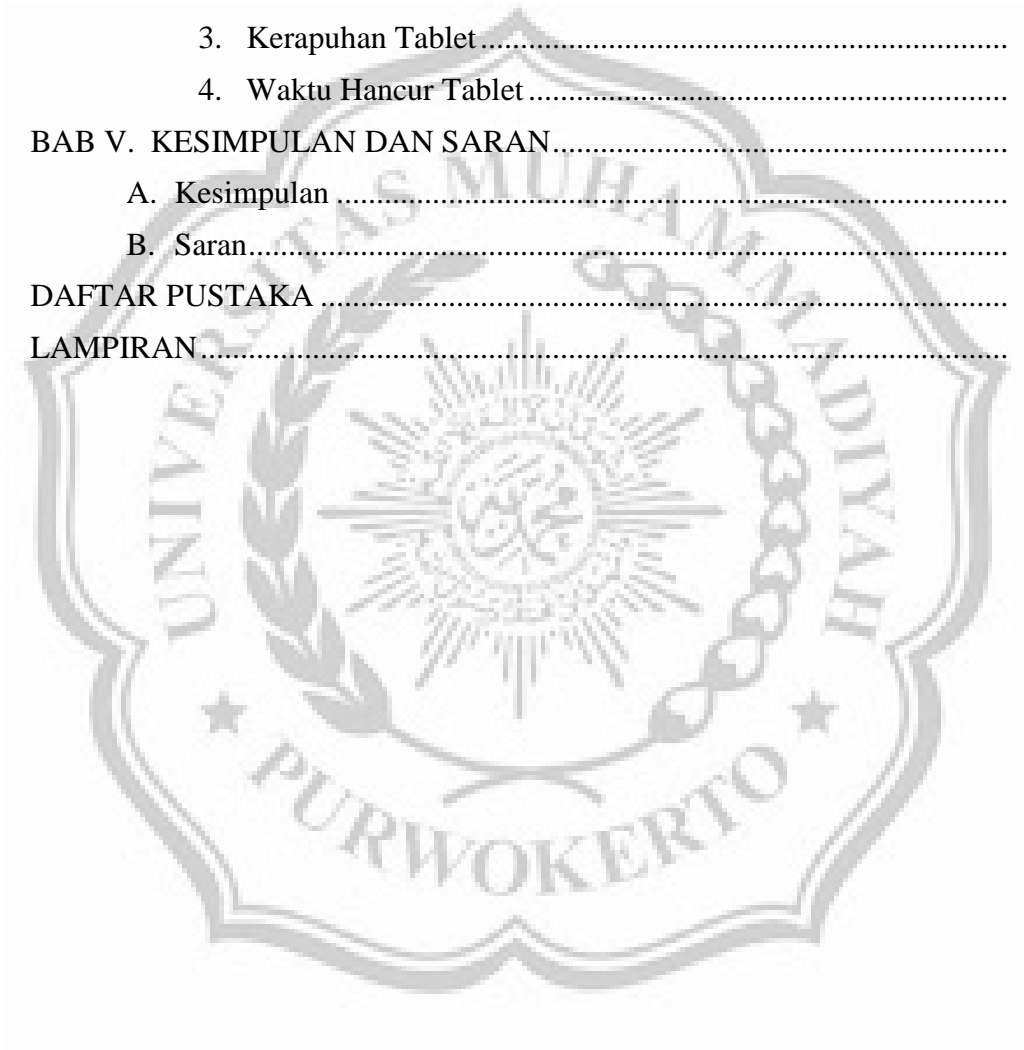 3. Kerapuhan Tablet................................................................
4. Waktu Hancur Tablet..........................................................
BAB V. KESIMPULAN DAN SARAN........................................................
A. Kesimpulan ....................................................................................
B. Saran...............................................................................................
DAFTAR PUSTAKA ......................................................................................
LAMPIRAN.....................................................................................................
UNIVERSITAS MUHAMMADIYAH
PURWOKERTO